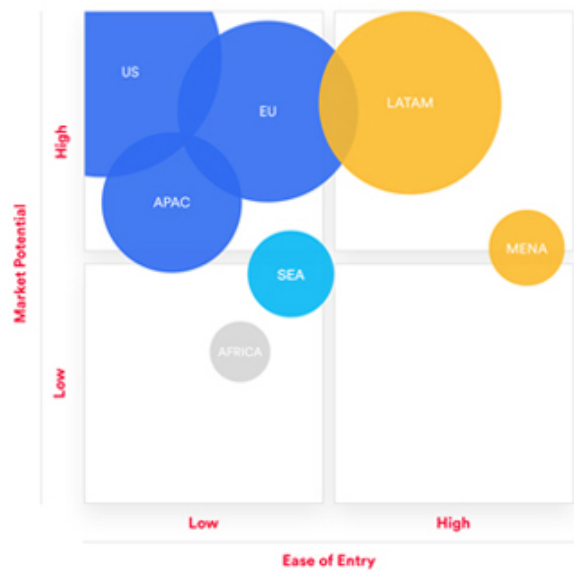 US
EU
LATAM
High
APAC
Market Potential
MENA
SEA
AFRICA
Low
Low
High
Ease of Entry